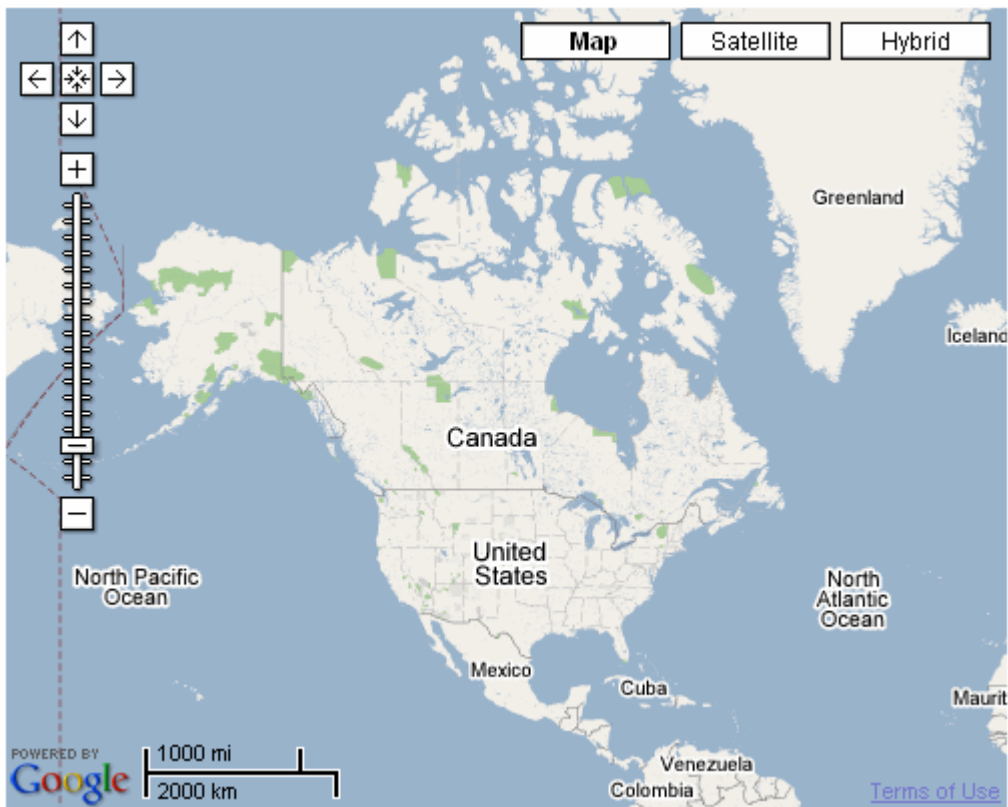 Map
Satellite
Hybrid
Greenland
Iceland
Canada
United
States
North Pacific
Ocean
North
Atlantic
Ocean
Mexico
Cuba
Maurit
Venezuela
Colombia
POWERED BY
Google
1000 mi
2000 km
Terms of Use